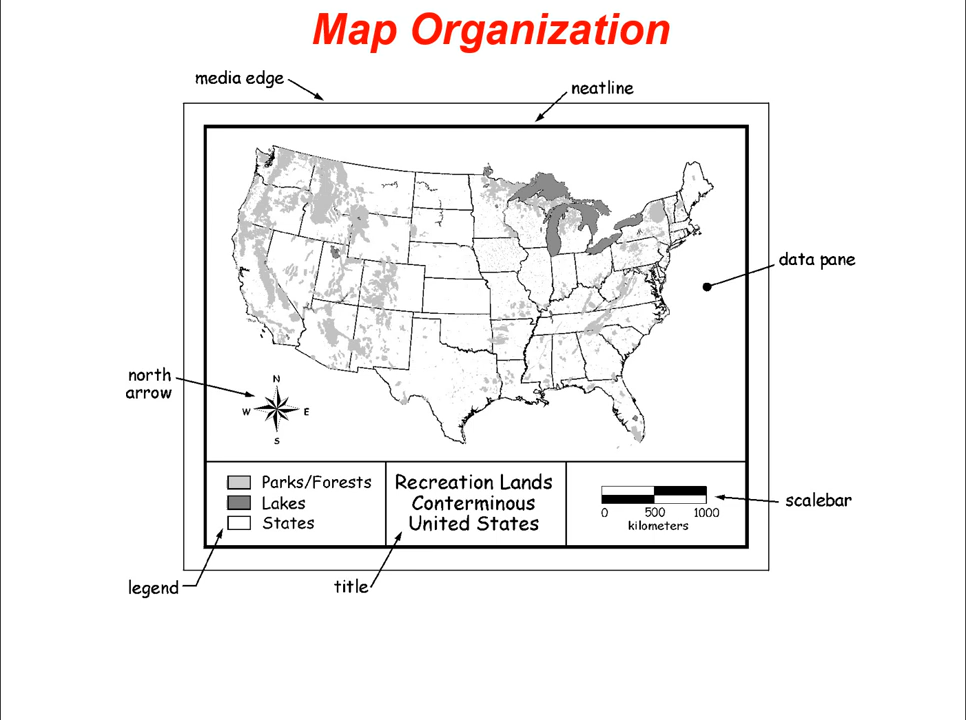 Map Organization
media edge
neatline
data pane
north
arrow
N
W E
S
Parks/Forests
Lakes
States
Recreation Lands
Conterminous
United States
0 500 1000
kilometers
scalebar
legend
title